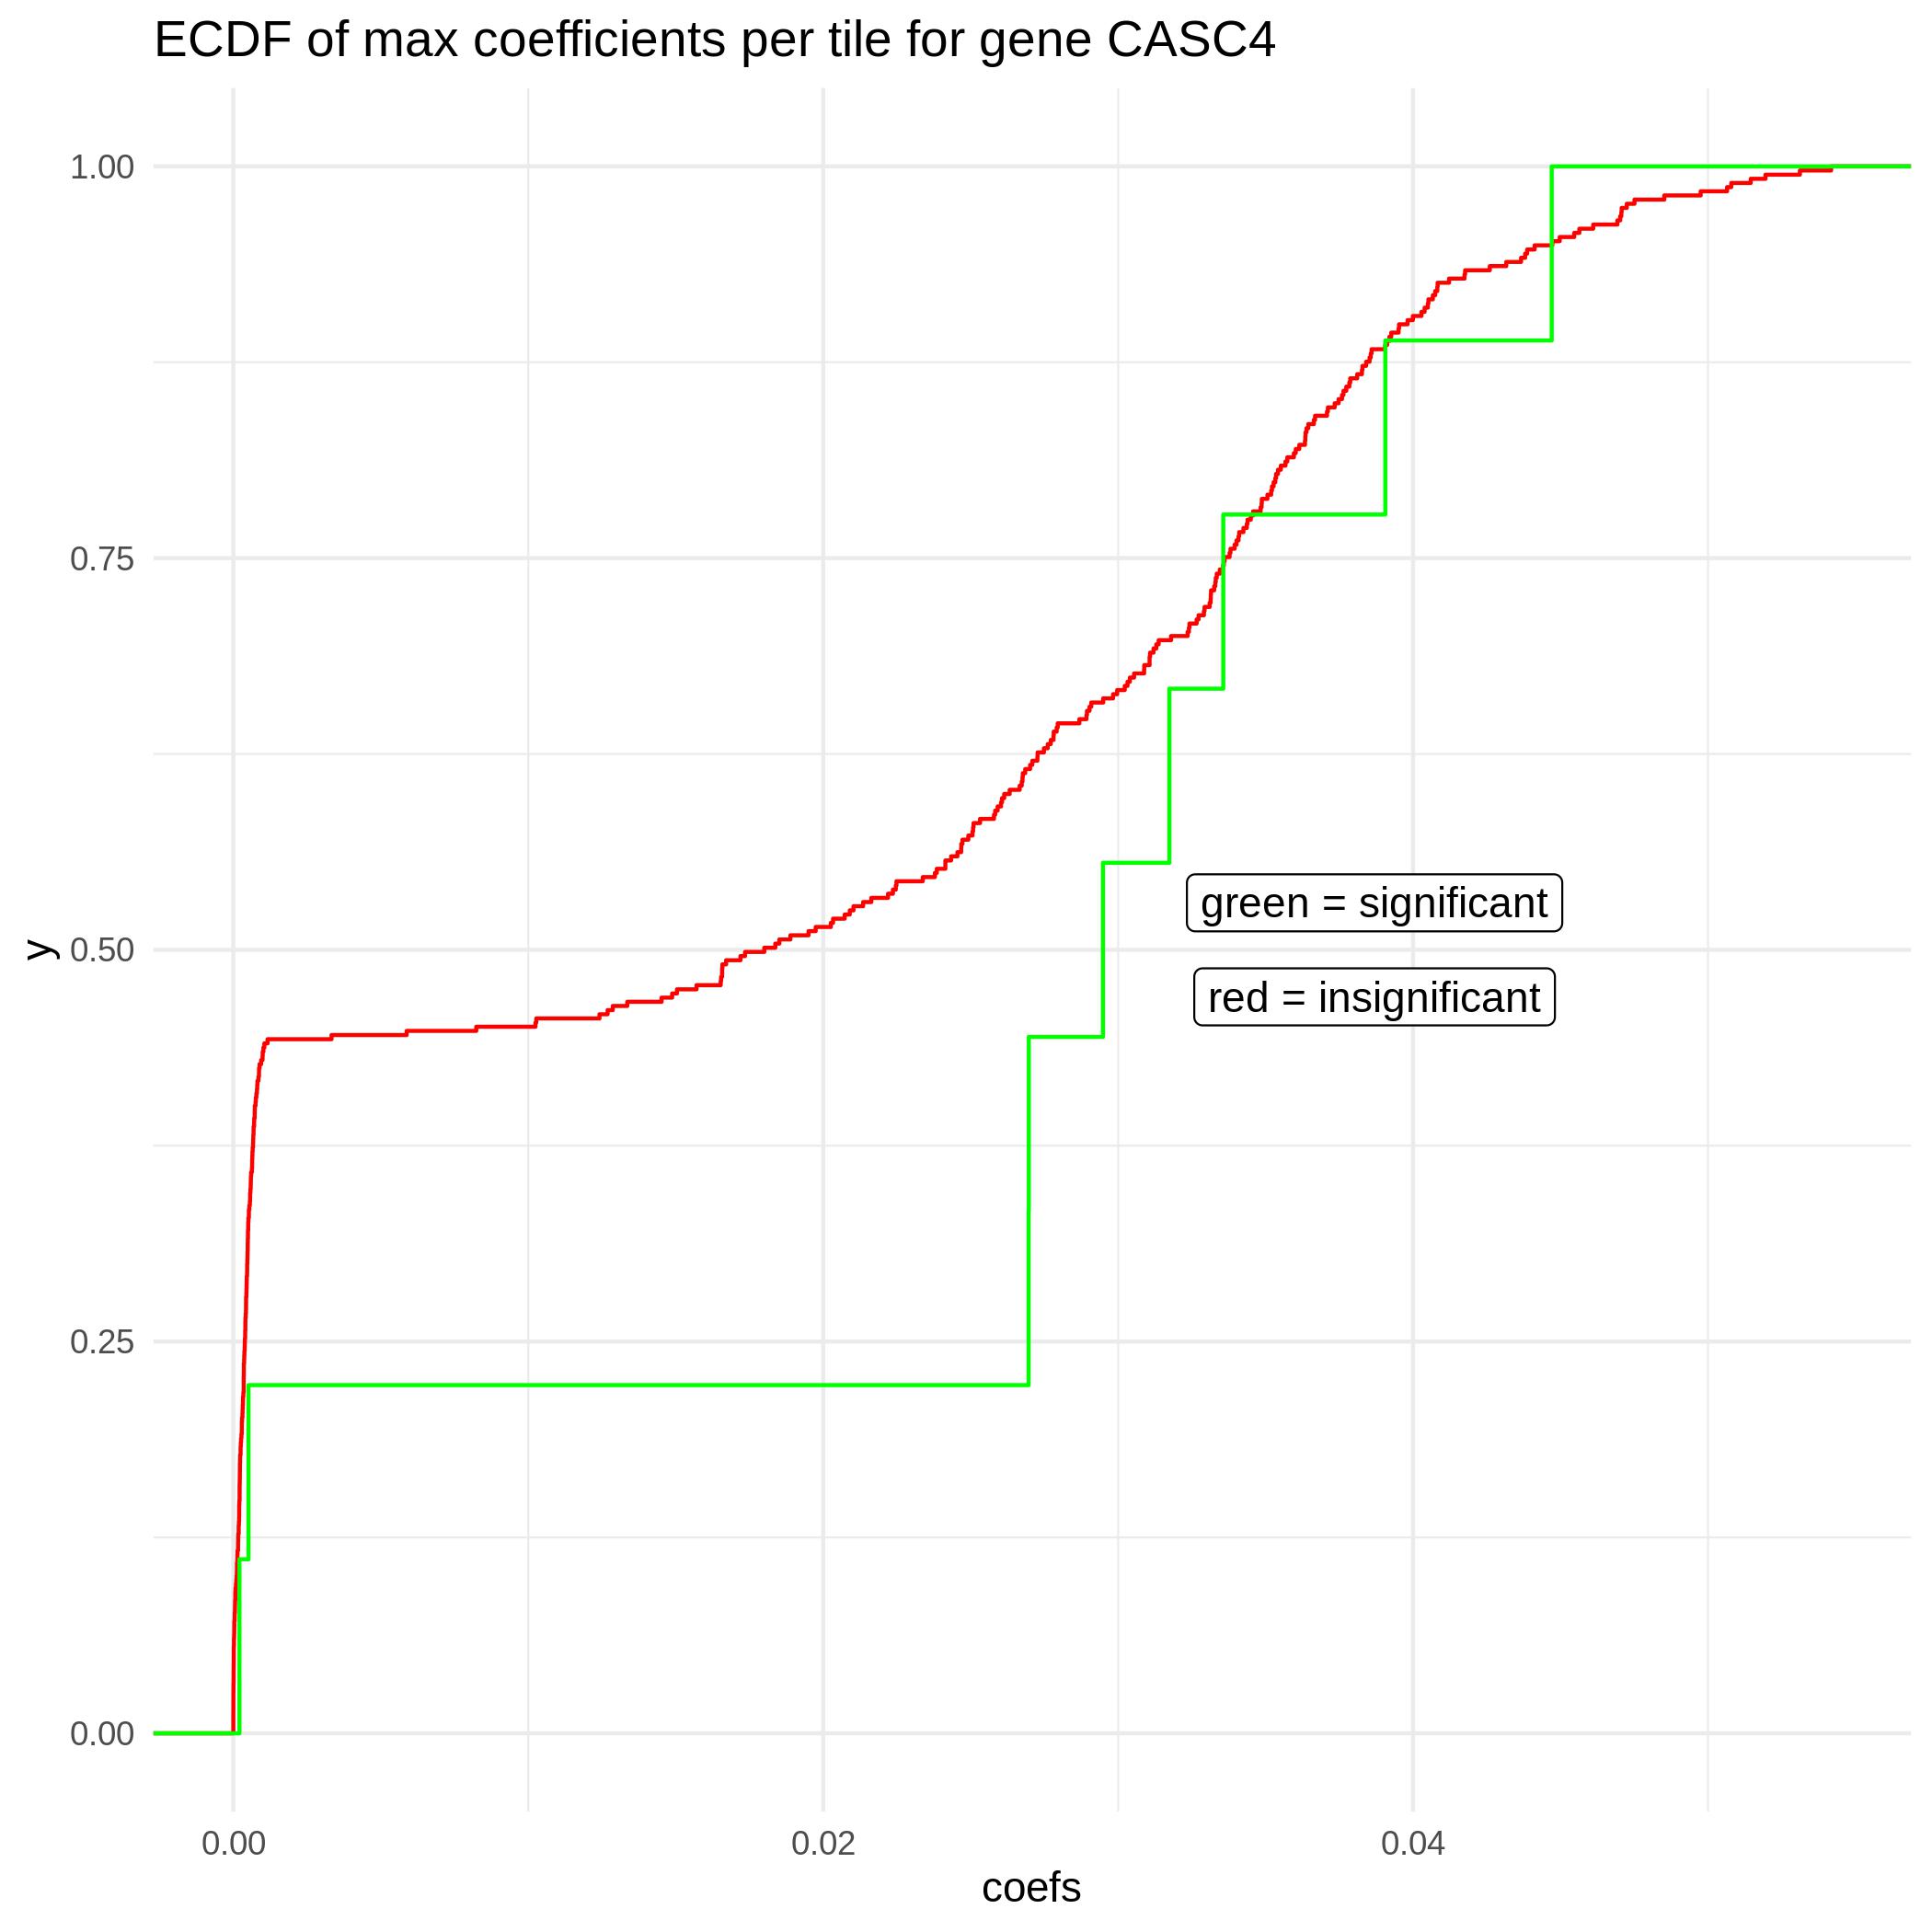 ECDF of max coefficients per tile for gene CASC4
1.00
0.75
y
0.50
0.25
0.00
green = significant
red = insignificant
0.00
0.02
0.04
coefs